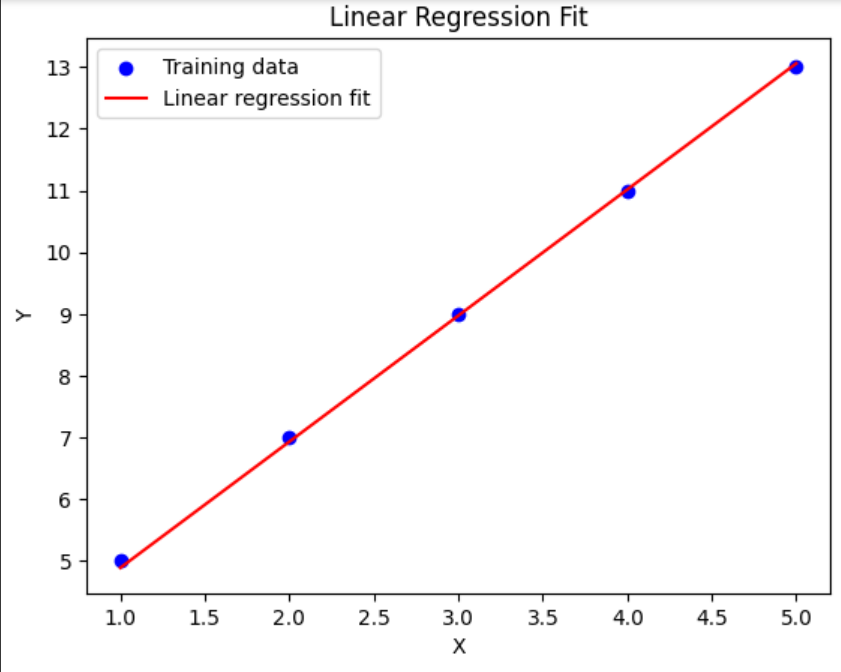 Linear Regression Fit
Training data
Linear regression fit
13
12
11
10
9
8
7
6
5
Y
1.0 1.5 2.0 2.5 3.0 3.5 4.0 4.5 5.0
X